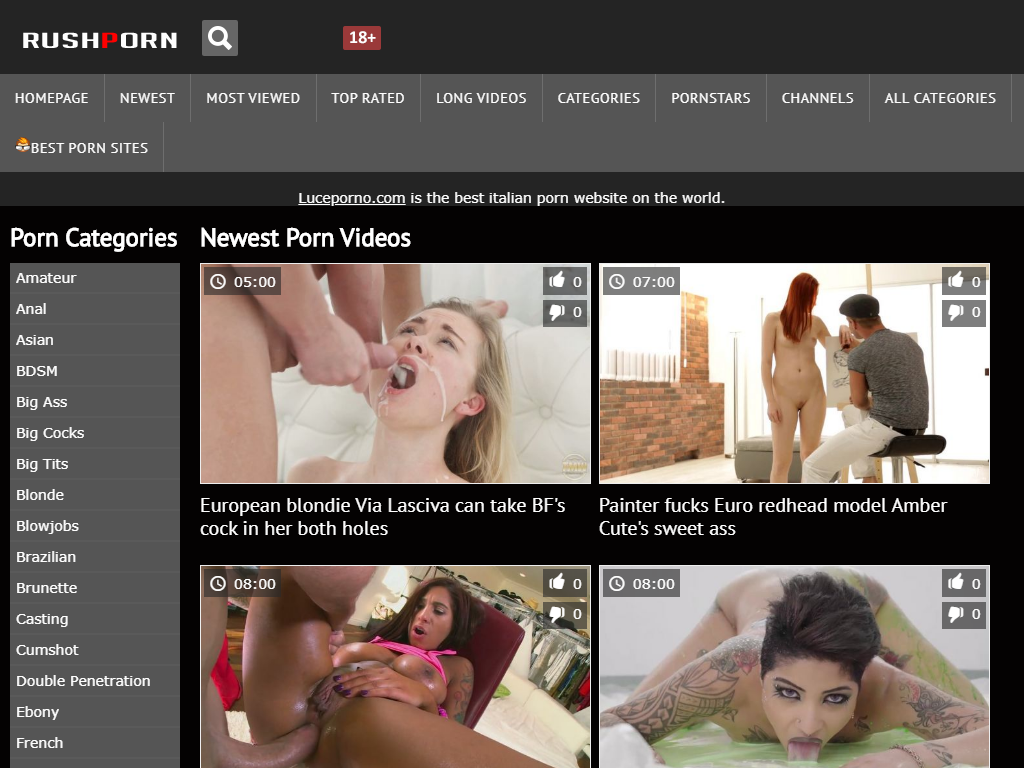 RUSHPORN
18+
HOMEPAGE
NEWEST
MOST VIEWED
TOP RATED
LONG VIDEOS
CATEGORIES
PORNSTARS
CHANNELS
ALL CATEGORIES
BEST PORN SITES
Luceporno.com is the best italian porn website on the world.
Porn Categories
Amateur
Anal
Asian
BDSM
Big Ass
Big Cocks
Big Tits
Blonde
Blowjobs
Brazilian
Brunette
Casting
Cumshot
Double Penetration
Ebony
French
Newest Porn Videos
05:00
0
0
European blondie Via Lasciva can take BF's
cock in her both holes
07:00
0
0
Painter fucks Euro redhead model Amber
Cute's sweet ass
08:00
0
0
08:00
0
0